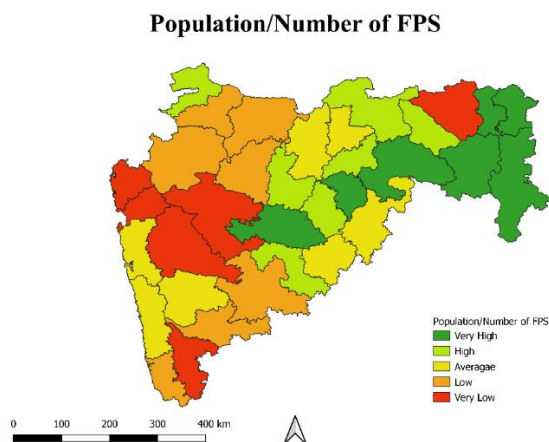 Population/Number of FPS
Population/Number of FPS
Very High
High
Averagae
Low
Very Low
0 100 200 300 400 km